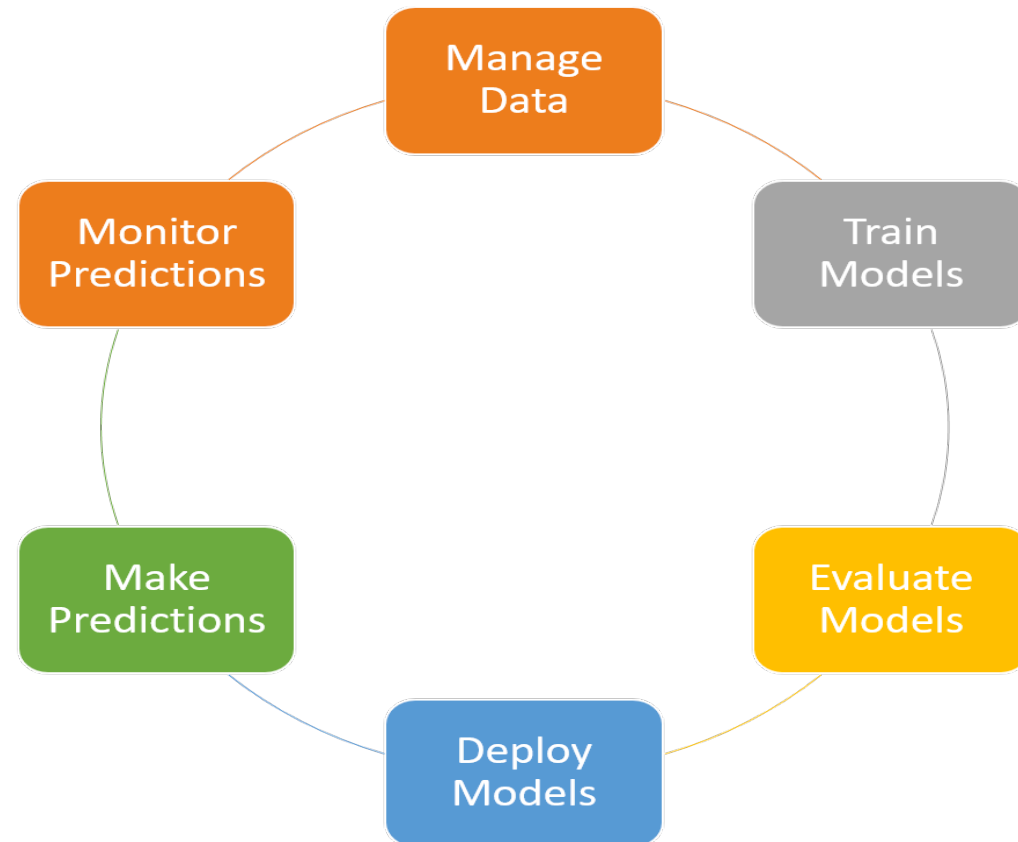 Manage
Data
Train
Models
Evaluate
Models
Deploy
Models
Make
Predictions
Monitor
Predictions